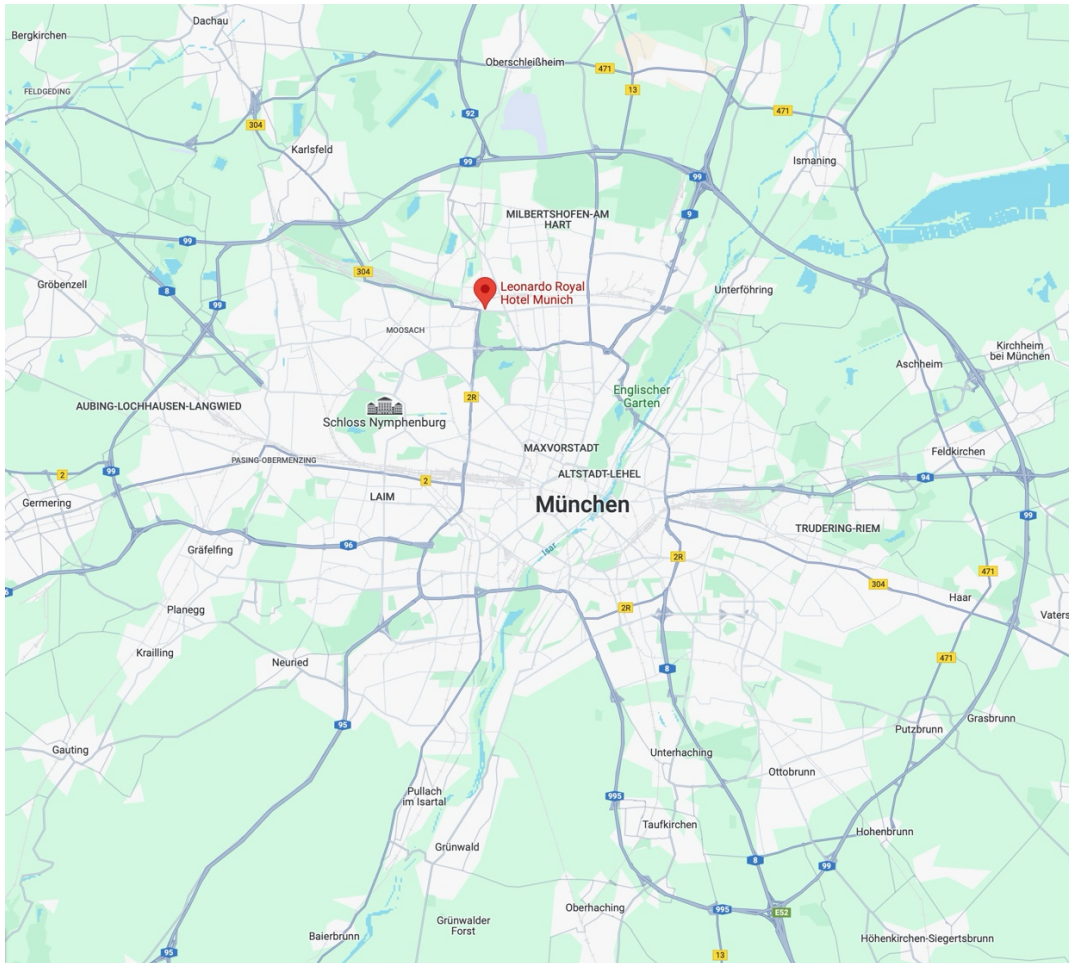 Dachau
Bergkirchen
Oberschleißheim
471
FELDGEDING
13
471
92
304
Karlsfeld
99
Ismaning
99
MILBERTSHOFEN-AM
HART
9
99
304
Gröbenzell
8
99
Leonardo Royal
Hotel Munich
Unterföhring
MOOSACH
Kirchheim
bei München
Aschheim
Englischer
Garten
2R
AUBING-LOCHHAUSEN-LANGWIED
Schloss Nymphenburg
MAXVORSTADT
Feldkirchen
PASING-OBERMENZING
99
2
2
ALTSTADT-LEHEL
94
LAIM
Germering
München
99
TRUDERING-RIEM
96
Isar
Gräfelfing
2R
471
304
Planegg
2R
Haar
Vaters
Krailling
Neuried
8
471
95
Grasbrunn
Putzbrunn
Gauting
Unterhaching
Ottobrunn
Pullach
im Isartal
995
Taufkirchen
Hohenbrunn
Grünwald
8
99
Oberhaching
995
E52
Grünwalder
Forst
Baierbrunn
Höhenkirchen-Siegertsbrunn
95
13